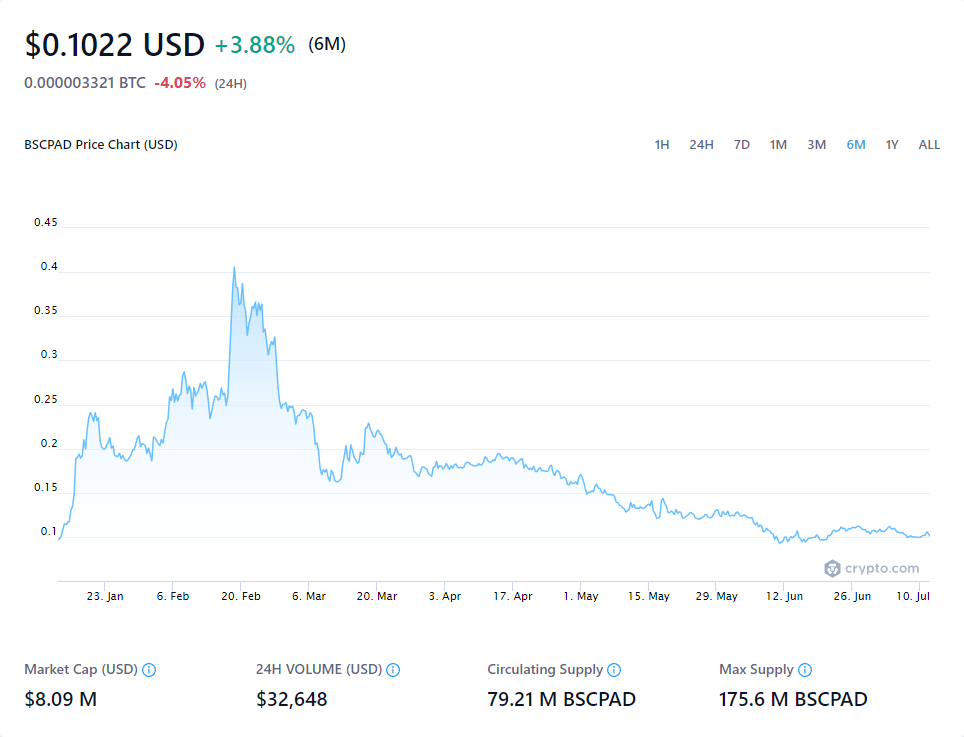 $0.1022 USD +3.88% (6M)
0.000003321 BTC -4.05% (24H)
BSCPAD Price Chart (USD)
1H 24H 7D 1M 3M 6M 1Y ALL
0.45
0.4
0.35
0.3
0.25
0.2
0.15
0.1
crypto.com
23. Jan 6. Feb 20. Feb 6. Mar 20. Mar 3. Apr 17. Apr 1. May 15. May 29. May 12. Jun 26. Jun 10. Jul
Market Cap (USD) 24H VOLUME (USD) Circulating Supply Max Supply
$8.09 M $32,648 79.21 M BSCPAD 175.6 M BSCPAD